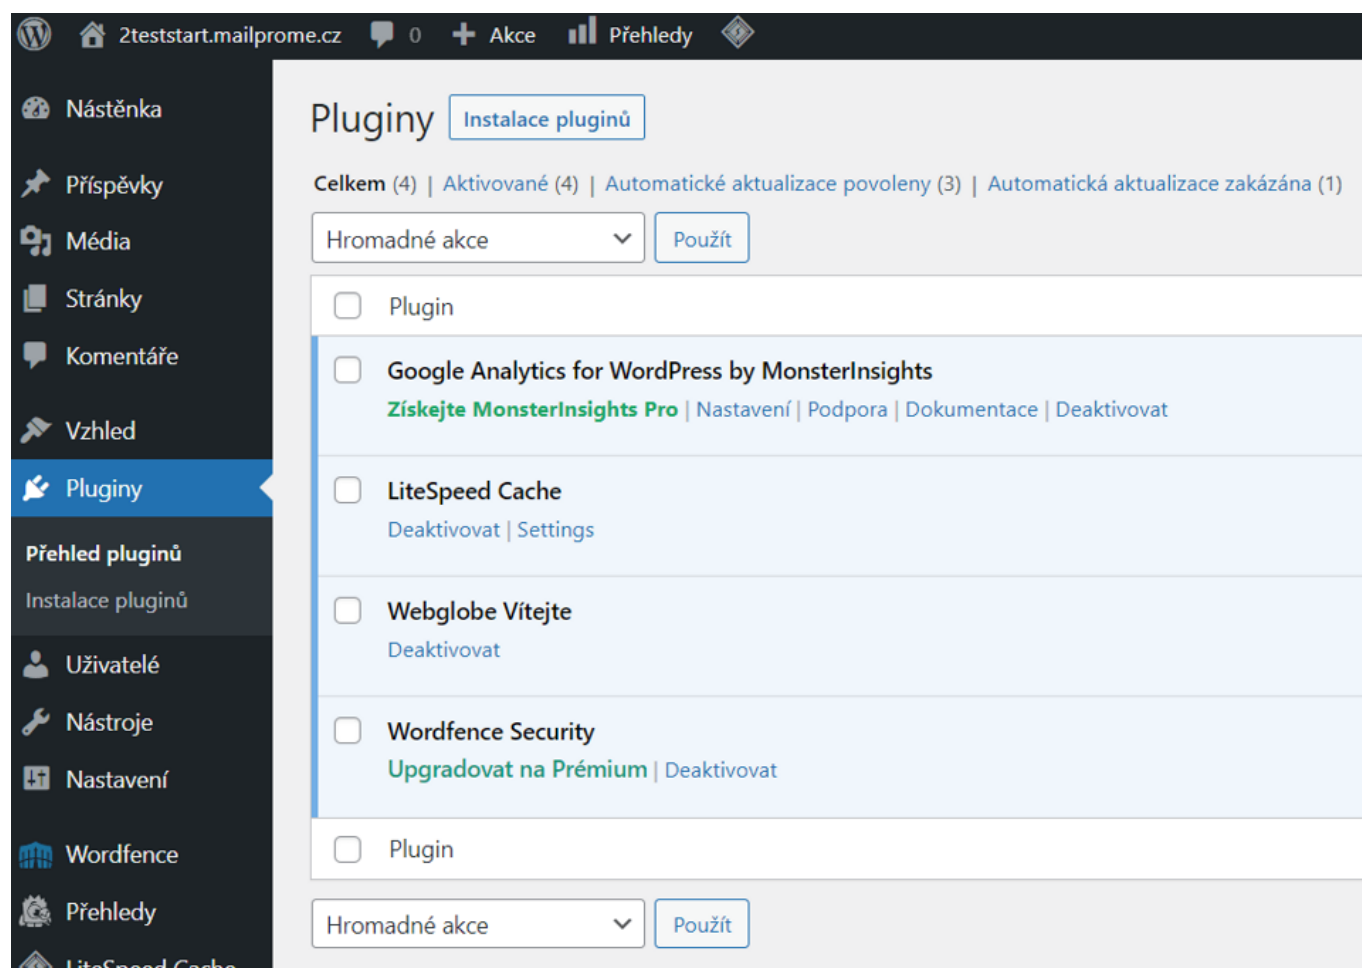 2teststart.mailprome.cz 0 Akce Přehledy
Nástěnka
Příspěvky
Média
Stránky
Komentáře
Vzhled
Pluginy
Přehled pluginů
Instalace pluginů
Uživatelé
Nástroje
Nastavení
Wordfence
Přehledy
LiteSpeed Cache
Pluginy Instalace pluginů
Celkem (4) | Aktivované (4) | Automatické aktualizace povoleny (3) | Automatická aktualizace zakázána (1)
Hromadné akce Použít
Plugin
Google Analytics for WordPress by MonsterInsights
Získejte MonsterInsights Pro | Nastavení | Podpora | Dokumentace | Deaktivovat
LiteSpeed Cache
Deaktivovat | Settings
Webglobe Vítejte
Deaktivovat
Wordfence Security
Upgradovat na Prémium | Deaktivovat
Plugin
Hromadné akce Použít